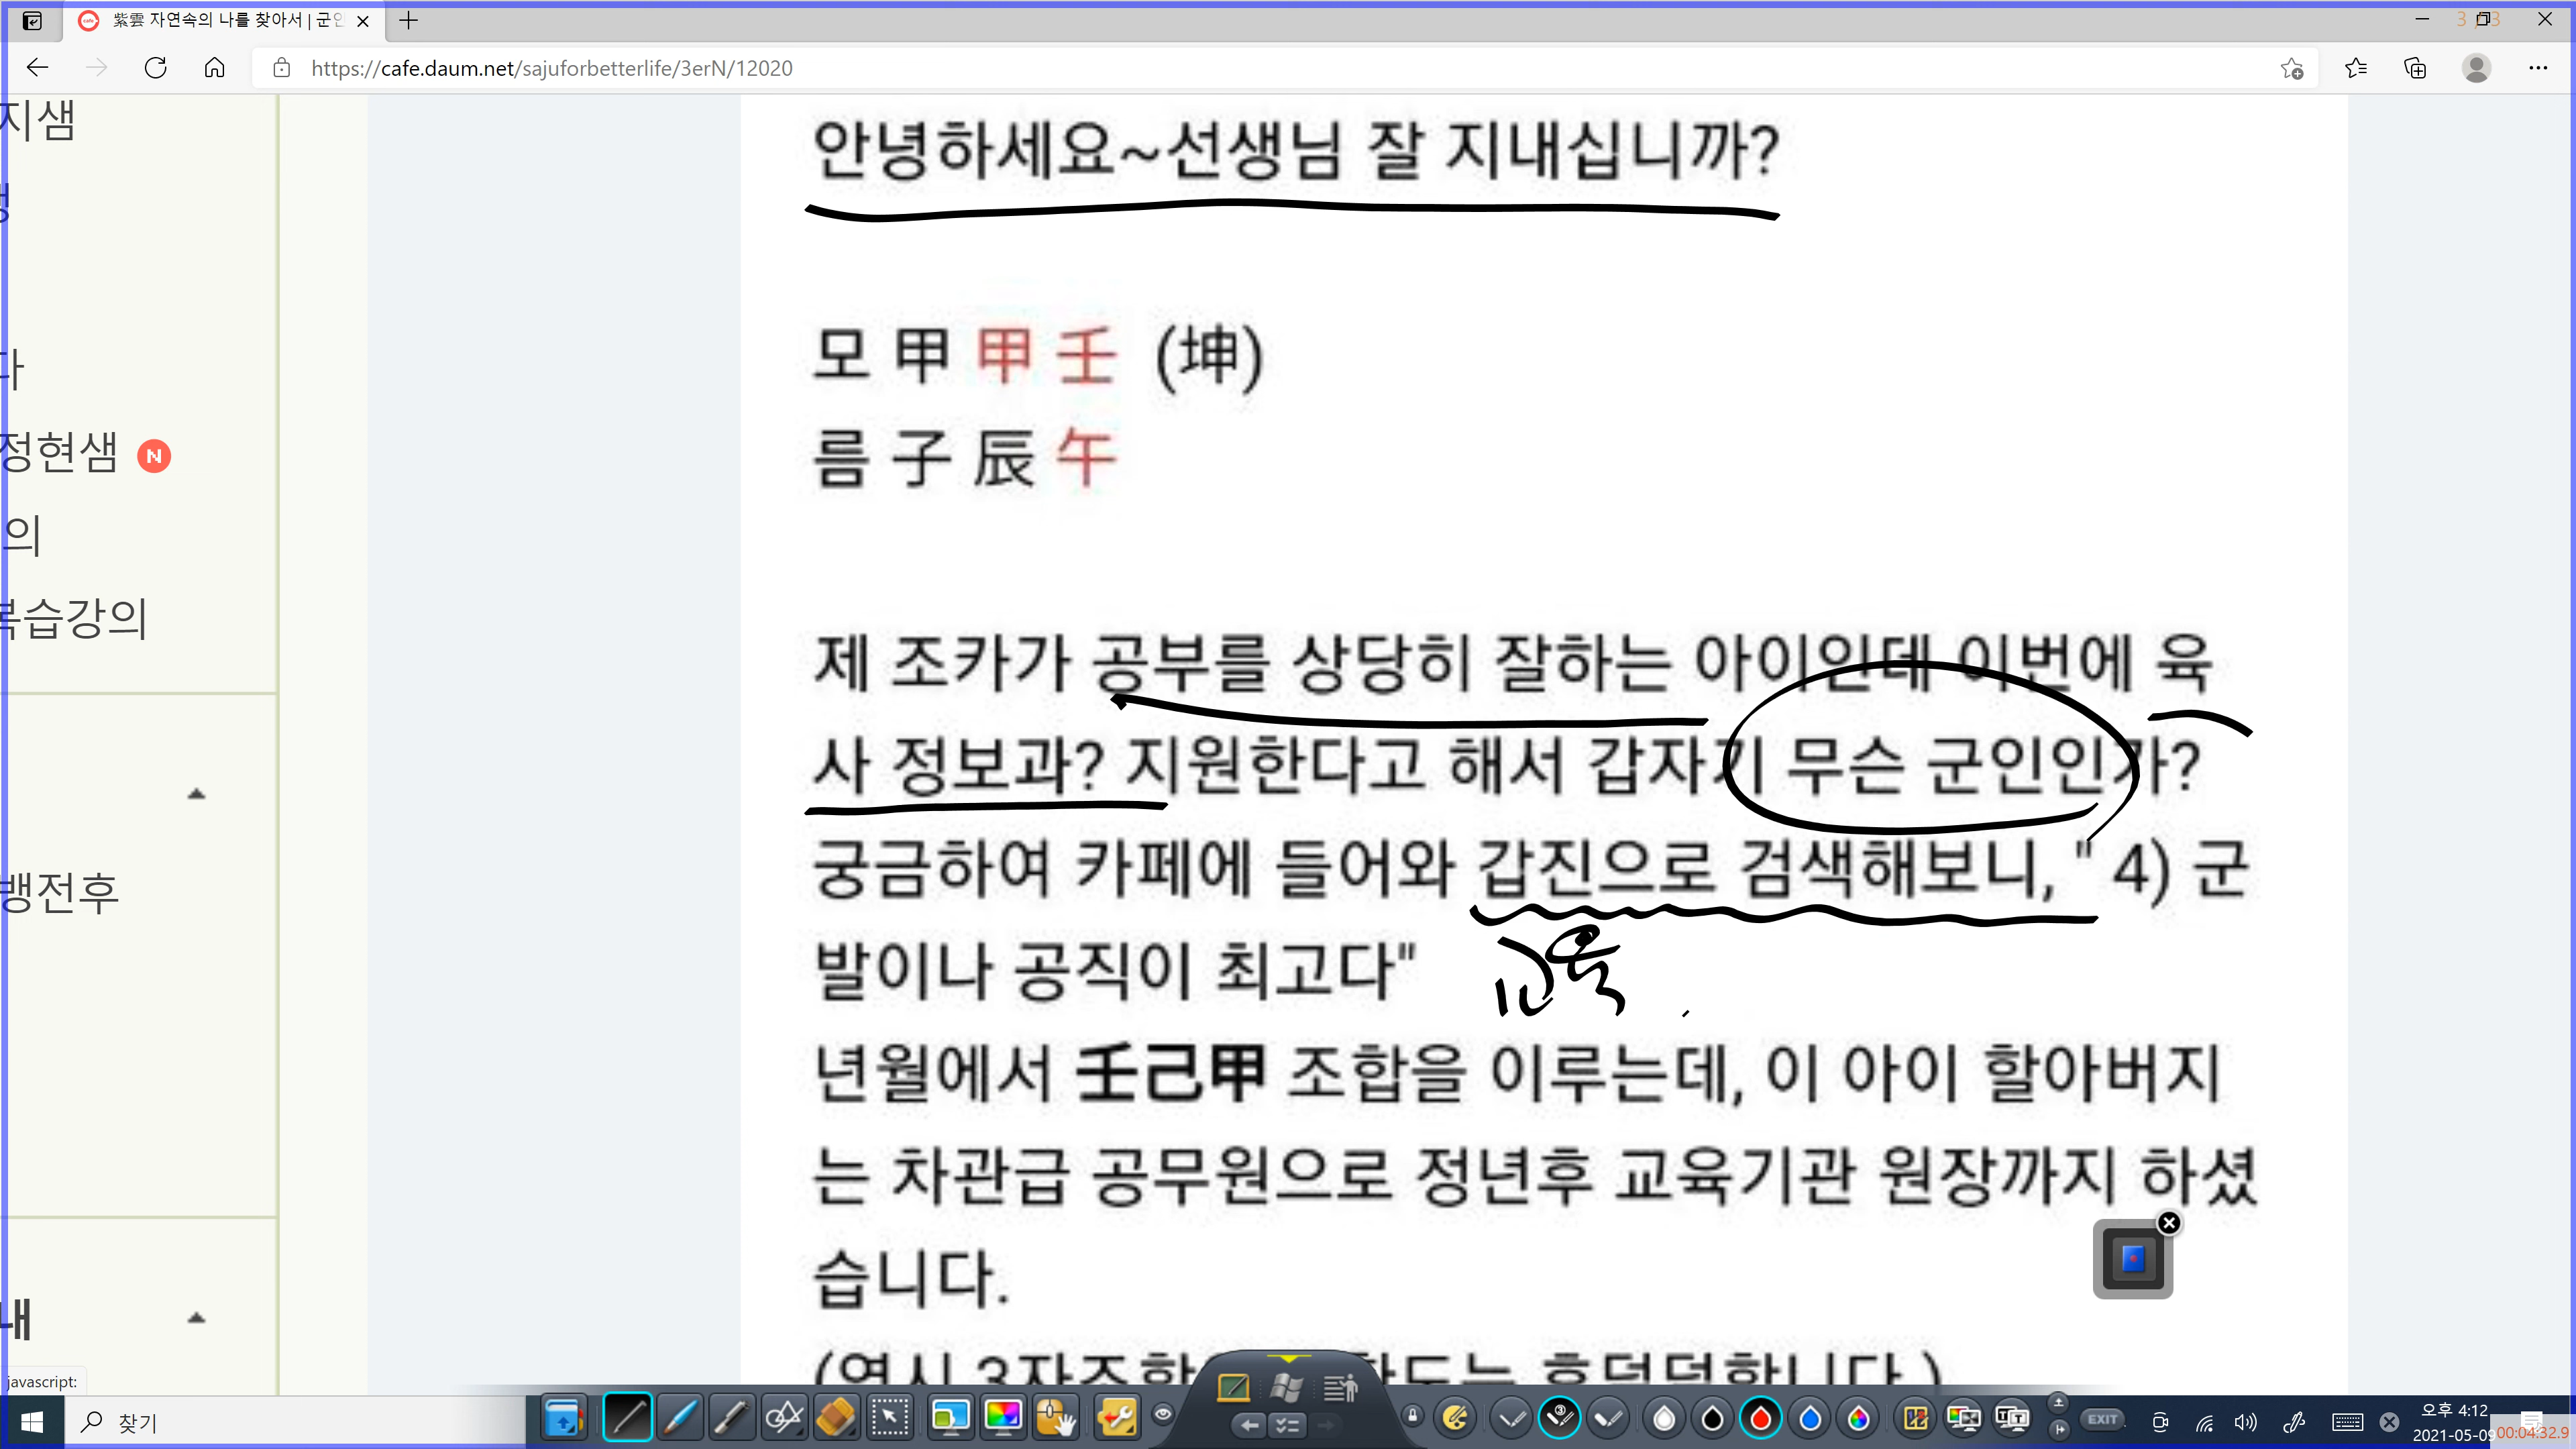 紫雲 자연속의 나를 찾아서 | 군인
https://cafe.daum.net/sajuforbetterlife/3erN/12020
지샘
다
정현샘 N
의
복습강의
뱅전후
내
안녕하세요~선생님 잘 지내십니까?
모 甲 甲 壬 (坤)
름 子 辰 午
제 조카가 공부를 상당히 잘하는 아이인데 이번에 육
사 정보과? 지원한다고 해서 갑자기 무슨 군인인가?
궁금하여 카페에 들어와 갑진으로 검색해보니, " 4) 군
발이나 공직이 최고다"
년월에서 壬己甲 조합을 이루는데, 이 아이 할아버지
는 차관급 공무원으로 정년후 교육기관 원장까지 하셨
습니다.
javascript:
찾기
EXIT
오후 4:12
2021-05-09
00:04:32.9